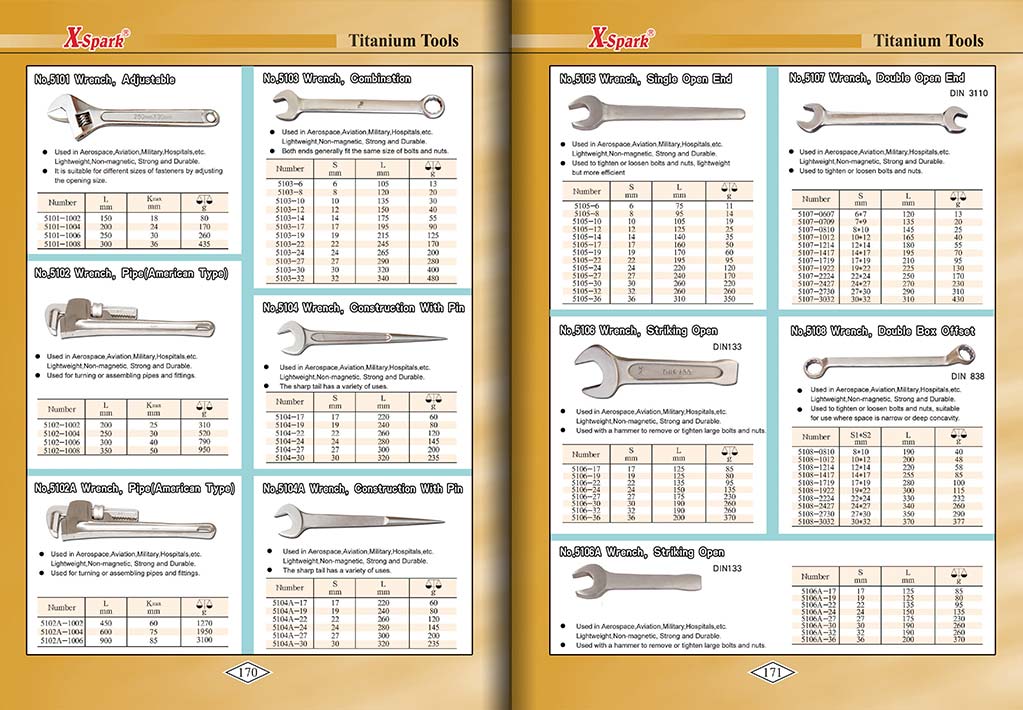 X-Spark®
Titanium Tools
No,5101 Wrench, Adjustable
250mm 130mm
Used in Aerospace,Aviation,Military,Hospitals,etc.
Lightweight,Non-magnetic, Strong and Durable.
It is suitable for different sizes of fasteners by adjusting
the opening size.
Number L mm Kmax mm g
5101-1002 150 18 80
5101-1004 200 24 170
5101-1006 250 30 260
5101-1008 300 36 435
No,5102 Wrench, Pipe(American Type)
Used in Aerospace,Aviation,Military,Hospitals,etc.
Lightweight,Non-magnetic, Strong and Durable.
Used for turning or assembling pipes and fittings.
Number L mm Kmax mm g
5102-1002 200 25 310
5102-1004 250 30 520
5102-1006 300 40 790
5102-1008 350 50 950
No,5102A Wrench, Pipe(American Type)
Used in Aerospace,Aviation,Military,Hospitals,etc.
Lightweight,Non-magnetic, Strong and Durable.
Used for turning or assembling pipes and fittings.
Number L mm Kmax mm g
5102A-1002 450 60 1270
5102A-1004 600 75 1950
5102A-1006 900 85 3100
No,5103 Wrench, Combination
Used in Aerospace,Aviation,Military,Hospitals,etc.
Lightweight,Non-magnetic, Strong and Durable.
Both ends generally fit the same size of bolts and nuts.
Number S mm L mm g
5103-6 6 105 13
5103-8 8 120 20
5103-10 10 135 30
5103-12 12 150 40
5103-14 14 175 55
5103-17 17 195 90
5103-19 19 215 125
5103-22 22 245 170
5103-24 24 265 200
5103-27 27 290 280
5103-30 30 320 400
5103-32 32 340 480
No,5104 Wrench, Construction With Pin
Used in Aerospace,Aviation,Military,Hospitals,etc.
Lightweight,Non-magnetic, Strong and Durable.
The sharp tail has a variety of uses.
Number S mm L mm g
5104-17 17 220 60
5104-19 19 240 80
5104-22 22 260 120
5104-24 24 280 145
5104-27 27 300 200
5104-30 30 320 235
No,5104A Wrench, Construction With Pin
Used in Aerospace,Aviation,Military,Hospitals,etc.
Lightweight,Non-magnetic, Strong and Durable.
The sharp tail has a variety of uses.
Number S mm L mm g
5104A-17 17 220 60
5104A-19 19 240 80
5104A-22 22 260 120
5104A-24 24 280 145
5104A-27 27 300 200
5104A-30 30 320 235
170
X-Spark®
Titanium Tools
No,5105 Wrench, Single Open End
Used in Aerospace,Aviation,Military,Hospitals,etc.
Lightweight,Non-magnetic, Strong and Durable.
Used to tighten or loosen bolts and nuts, lightweight
but more efficient
Number S mm L mm g
5105-6 6 75 11
5105-8 8 95 14
5105-10 10 105 19
5105-12 12 125 25
5105-14 14 140 35
5105-17 17 160 50
5105-19 19 170 60
5105-22 22 195 95
5105-24 24 220 120
5105-27 27 240 170
5105-30 30 260 220
5105-32 32 260 260
5105-36 36 310 350
No,5106 Wrench, Striking Open
DIN133
Used in Aerospace,Aviation,Military,Hospitals,etc.
Lightweight,Non-magnetic, Strong and Durable.
Used with a hammer to remove or tighten large bolts and nuts.
Number S mm L mm g
5106-17 17 125 85
5106-19 19 125 80
5106-22 22 135 95
5106-24 24 150 135
5106-27 27 175 230
5106-30 30 190 260
5106-32 32 190 260
5106-36 36 200 370
No,5106A Wrench, Striking Open
DIN133
Used in Aerospace,Aviation,Military,Hospitals,etc.
Lightweight,Non-magnetic, Strong and Durable.
Used with a hammer to remove or tighten large bolts and nuts.
Number S mm L mm g
5106A-17 17 125 85
5106A-19 19 125 80
5106A-22 22 135 95
5106A-24 24 150 135
5106A-27 27 175 230
5106A-30 30 190 260
5106A-32 32 190 260
5106A-36 36 200 370
No,5107 Wrench, Double Open End
DIN 3110
Used in Aerospace,Aviation,Military,Hospitals,etc.
Lightweight,Non-magnetic, Strong and Durable.
Used to tighten or loosen bolts and nuts.
Number S mm L mm g
5107-0607 6*7 120 13
5107-0709 7*9 135 20
5107-0810 8*10 145 25
5107-1012 10*12 165 40
5107-1214 12*14 180 55
5107-1417 14*17 195 70
5107-1719 17*19 210 95
5107-1922 19*22 225 130
5107-2224 22*24 250 170
5107-2427 24*27 270 230
5107-2730 27*30 290 310
5107-3032 30*32 310 430
No,5108 Wrench, Double Box Offset
DIN 838
Used in Aerospace,Aviation,Military,Hospitals,etc.
Lightweight,Non-magnetic, Strong and Durable.
Used to tighten or loosen bolts and nuts, suitable
for use where space is narrow or deep concavity.
Number S1*S2 mm L mm g
5108-0810 8*10 190 40
5108-1012 10*12 200 48
5108-1214 12*14 220 58
5108-1417 14*17 255 85
5108-1719 17*19 280 100
5108-1922 19*22 300 115
5108-2224 22*24 330 232
5108-2427 24*27 340 260
5108-2730 27*30 350 290
5108-3032 30*32 370 377
171